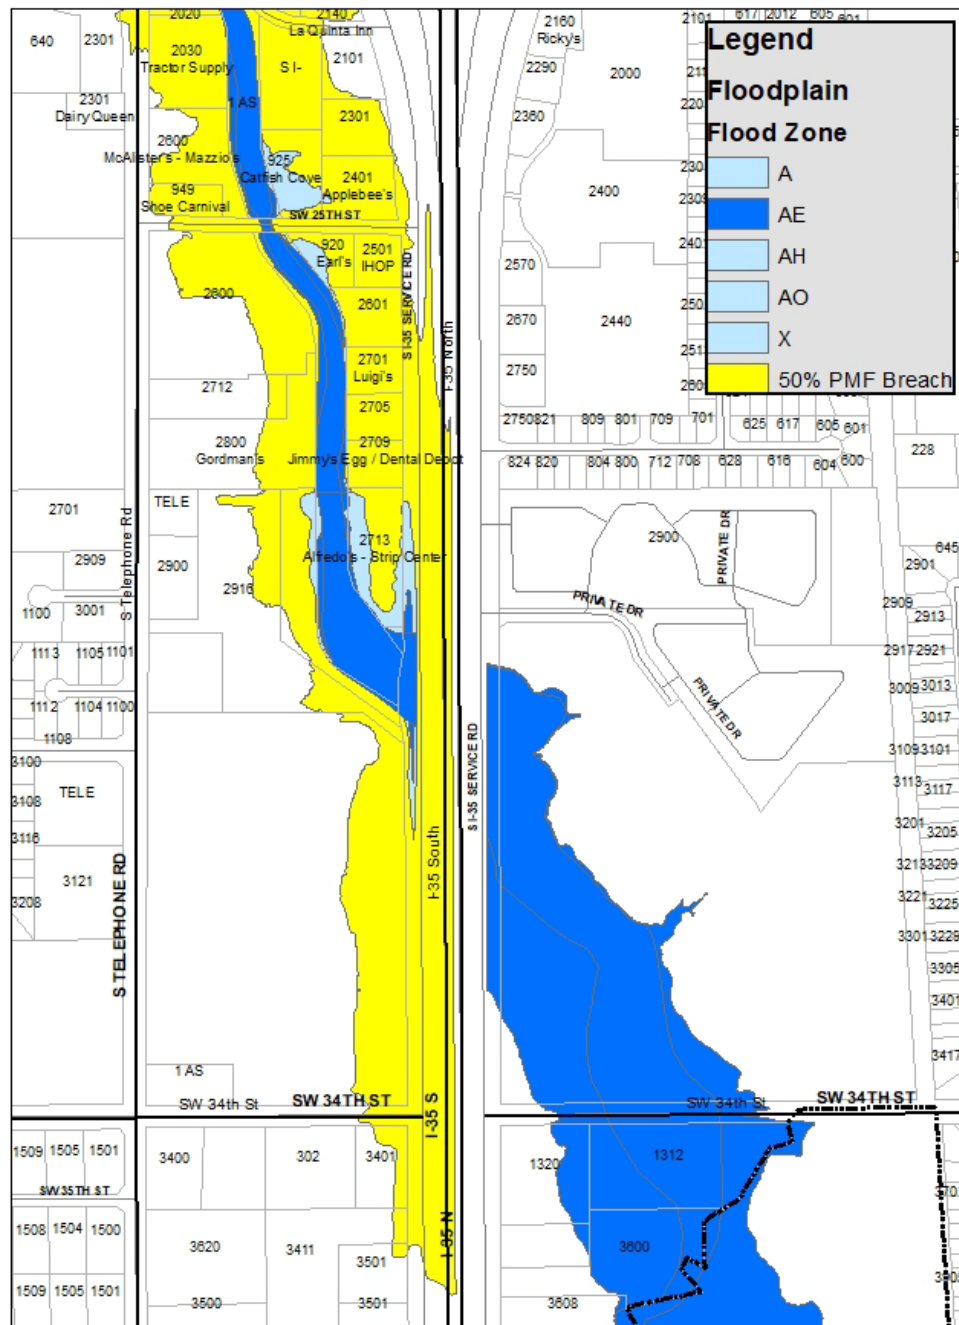 2020
2140
La Quinta Inn
640
2301
2030
Tractor Supply
S I-
2101
2160
Ricky's
2290
2000
2360
2301
Dairy Queen
1 AS
2301
2600
McAlister's - Mazzio's
925
Catfish Cove
2401
Applebee's
949
Shoe Carnival
SW 25TH ST
2400
920
Earl's
2501
IHOP
2570
2600
2601
S I-35 SERVICE RD
I-35 North
2670
2440
2701
Luigi's
2750
2712
2705
2750
821
809
801
709
701
625
617
605
601
2800
Gordman's
2709
Jimmy's Egg / Dental Depot
824
820
804
800
712
708
628
616
604
600
228
2701
TELE
2713
Alfredo's - Strip Center
2900
PRIVATE DR
S Telephone Rd
2909
2900
2916
2901
645
1100
3001
PRIVATE DR
2909
2913
1113
1105
1101
2917
2921
1112
1104
1100
PRIVATE DR
3009
3013
3017
1108
3109
3101
3100
TELE
S I-35 SERVICE RD
3113
3117
3108
3116
I-35 South
3201
3205
3121
3213
3209
3208
3221
3225
S TELEPHONE RD
3301
3229
3305
3401
3417
1 AS
SW 34th St
SW 34TH ST
I-35 S
SW 34th St
SW 34TH ST
1509
1505
1501
3400
302
3401
1320
1312
SW 35TH ST
1508
1504
1500
3620
3411
3501
I-35 N
3600
1509
1505
1501
3500
3501
3608
Legend
Floodplain
Flood Zone
A
AE
AH
AO
X
50% PMF Breach